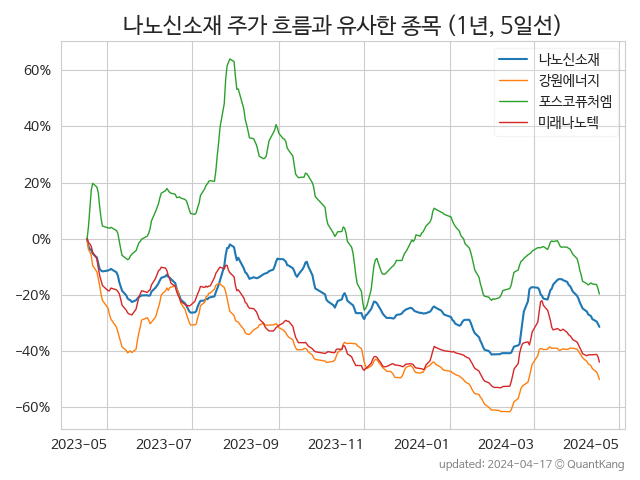 나노신소재 주가 흐름과 유사한 종목 (1년, 5일선)
나노신소재
강원에너지
포스코퓨처엠
미래나노텍
60%
40%
20%
0%
−20%
−40%
−60%
2023-05 2023-07 2023-09 2023-11 2024-01 2024-03 2024-05
updated: 2024-04-17 © QuantKang